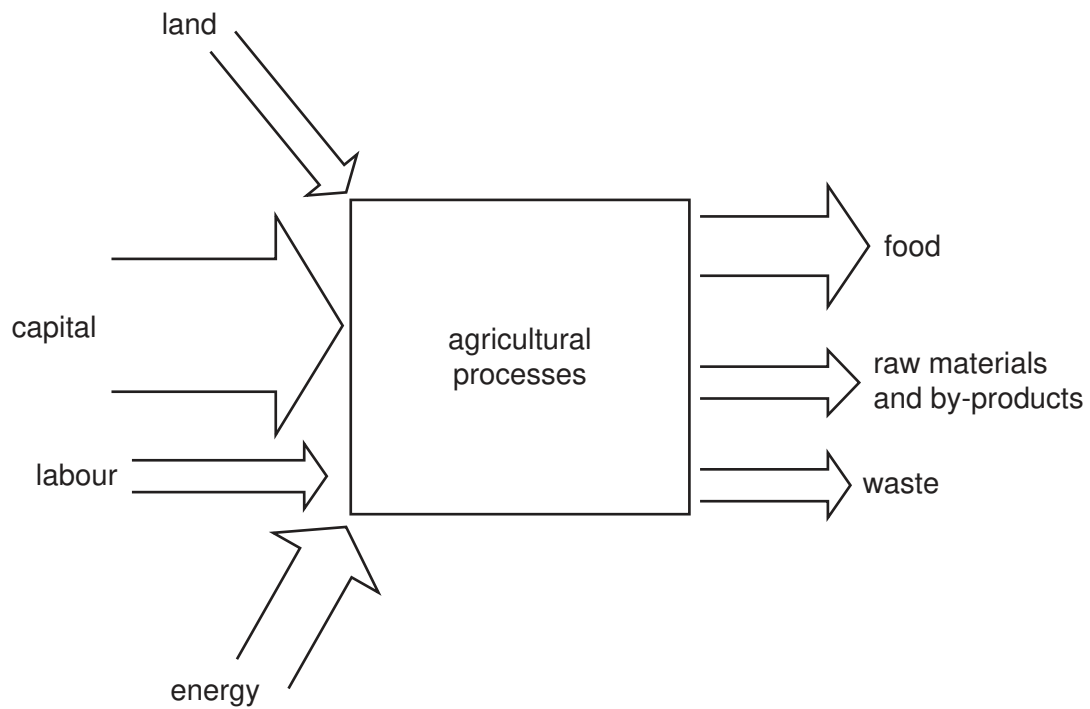 land
capital
labour
energy
agricultural
processes
food
raw materials
and by-products
waste